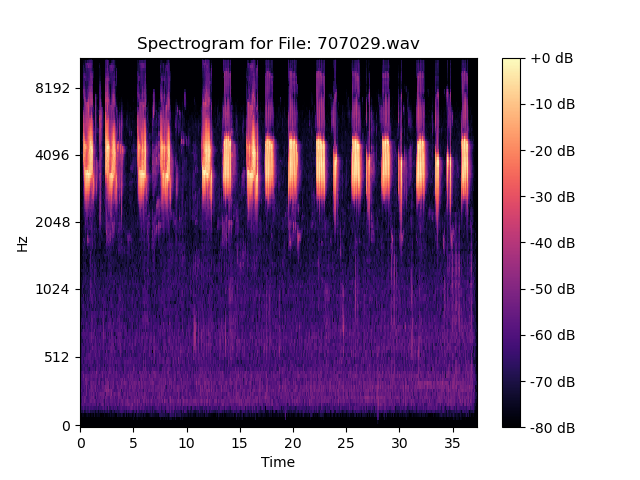 Spectrogram for File: 707029.wav
Hz
8192
4096
2048
1024
512
0
0 5 10 15 20 25 30 35
Time
+0 dB
-10 dB
-20 dB
-30 dB
-40 dB
-50 dB
-60 dB
-70 dB
-80 dB